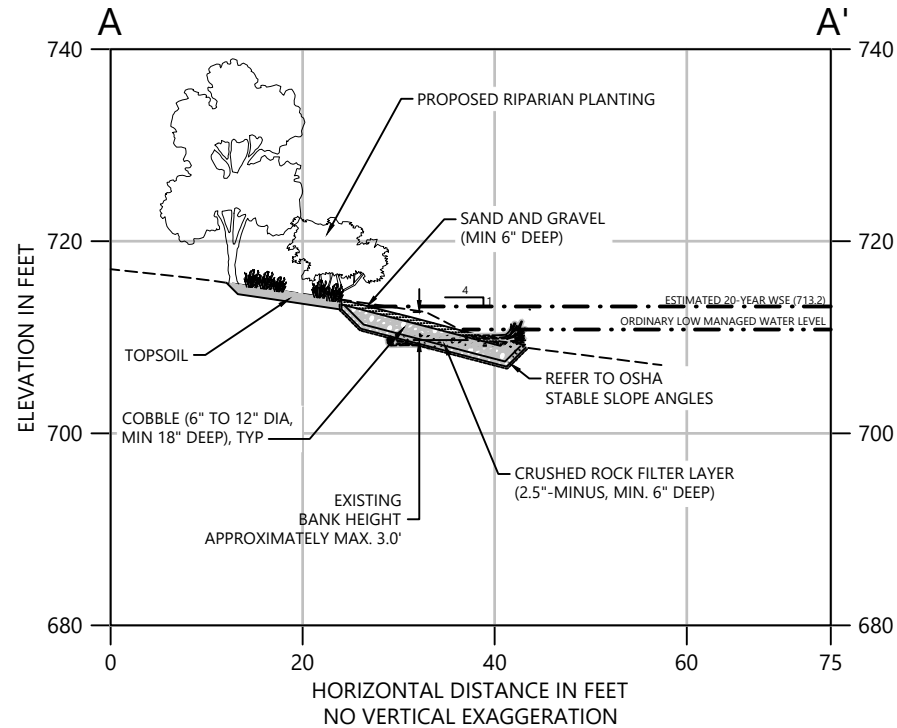 A
A'
740
740
PROPOSED RIPARIAN PLANTING
SAND AND GRAVEL
(MIN 6" DEEP)
720
720
4
1
ESTIMATED 20-YEAR WSE (713.2)
ORDINARY LOW MANAGED WATER LEVEL
TOPSOIL
REFER TO OSHA
STABLE SLOPE ANGLES
COBBLE (6" TO 12" DIA,
MIN 18" DEEP), TYP
700
700
CRUSHED ROCK FILTER LAYER
(2.5"-MINUS, MIN. 6" DEEP)
EXISTING
BANK HEIGHT
APPROXIMATELY MAX. 3.0'
680
680
ELEVATION IN FEET
0
20
40
60
75
HORIZONTAL DISTANCE IN FEET
NO VERTICAL EXAGGERATION